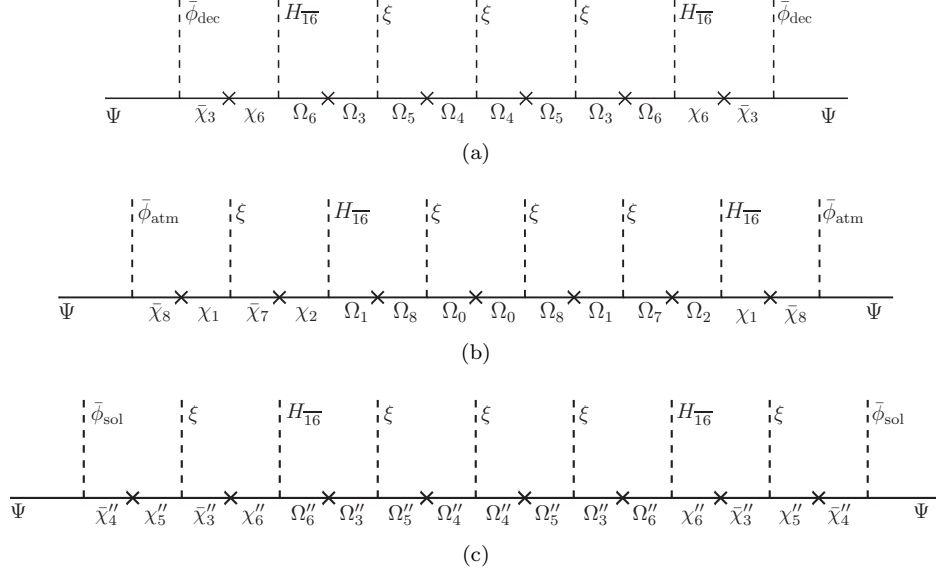 ϕ̄_dec H_16̅ ξ ξ ξ H_16̅ ϕ̄_dec
Ψ χ̄_3 χ_6 Ω_6 Ω_3 Ω_5 Ω_4 Ω_4 Ω_5 Ω_3 Ω_6 χ_6 χ̄_3 Ψ
(a)
ϕ̄_atm ξ H_16̅ ξ ξ ξ H_16̅ ϕ̄_atm
Ψ χ̄_8 χ_1 χ̄_7 χ_2 Ω_1 Ω_8 Ω_0 Ω_0 Ω_8 Ω_1 Ω_7 Ω_2 χ_1 χ̄_8 Ψ
(b)
ϕ̄_sol ξ H_16̅ ξ ξ ξ H_16̅ ξ ϕ̄_sol
Ψ χ̄″_4 χ″_5 χ̄″_3 χ″_6 Ω″_6 Ω″_3 Ω″_5 Ω″_4 Ω″_4 Ω″_5 Ω″_3 Ω″_6 χ″_6 χ̄″_3 χ″_5 χ̄″_4 Ψ
(c)